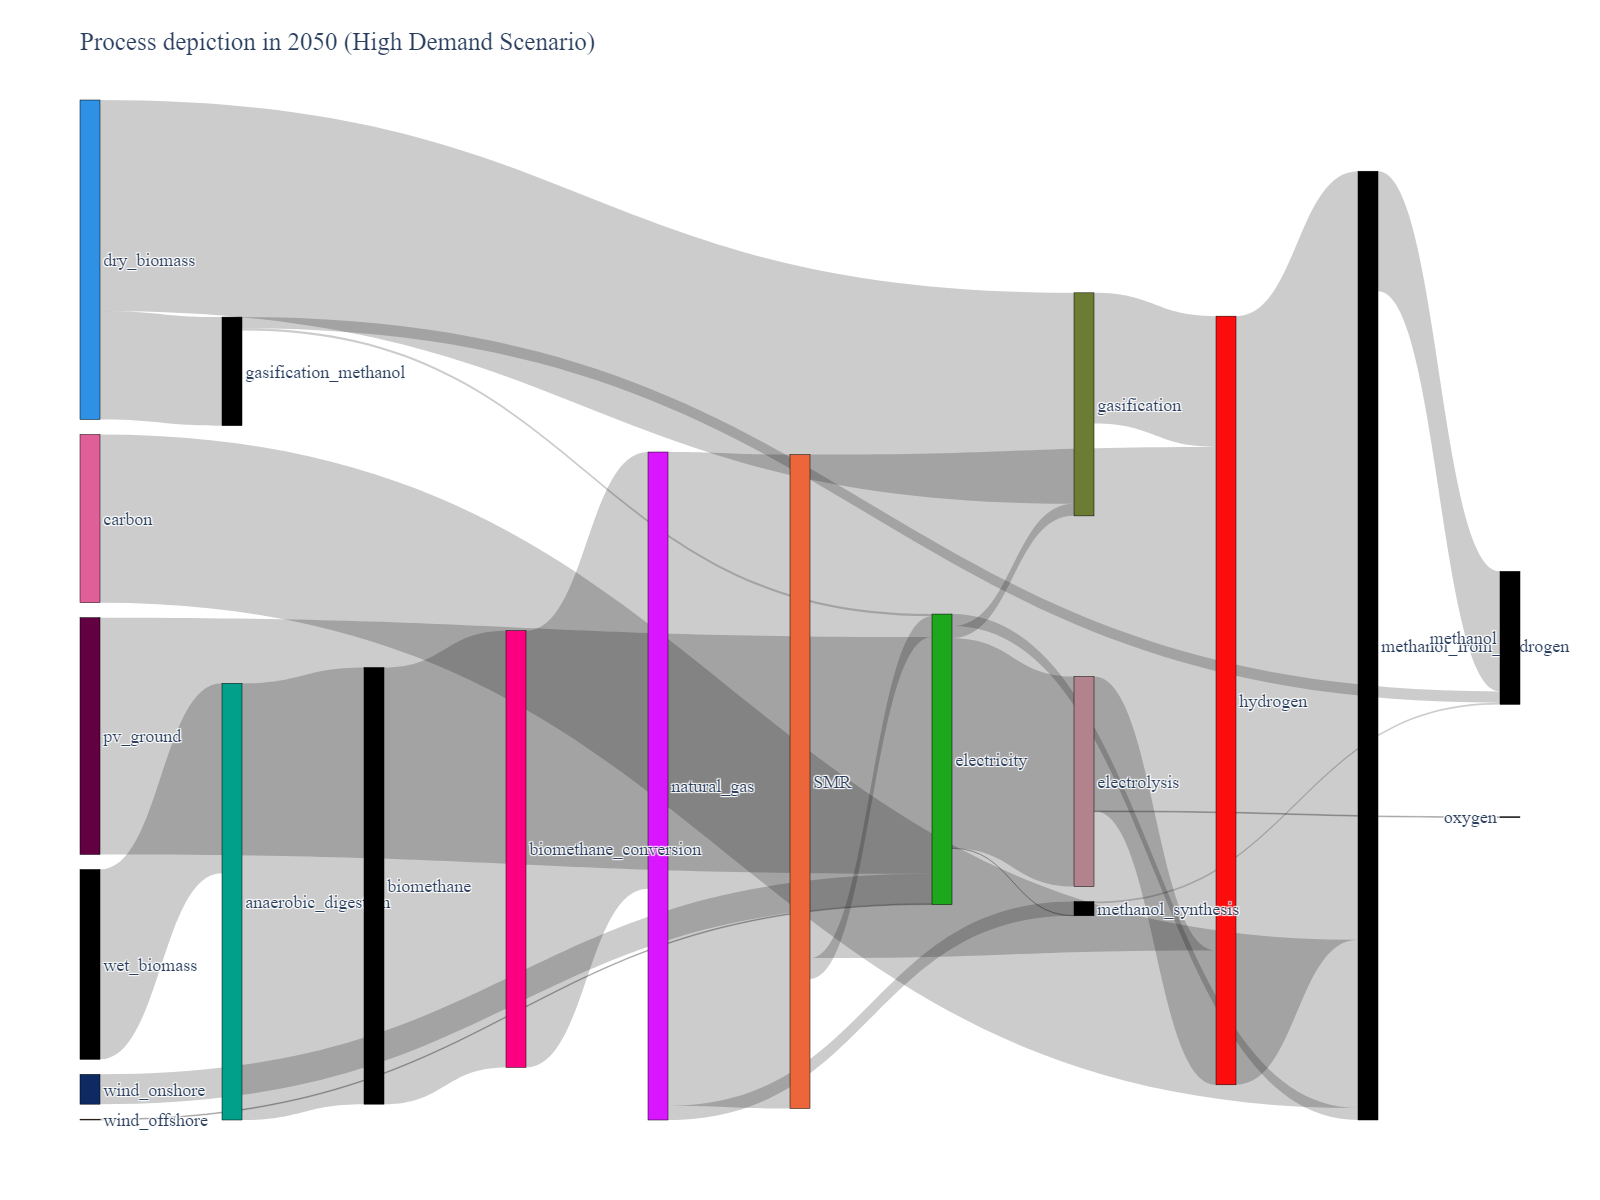 Process depiction in 2050 (High Demand Scenario)
dry_biomass
gasification_methanol
gasification
carbon
methanol
methanol_from_hydrogen
hydrogen
pv_ground
electricity
electrolysis
SMR
natural_gas
oxygen
biomethane_conversion
biomethane
anaerobic_digestion
methanol_synthesis
wet_biomass
wind_onshore
wind_offshore